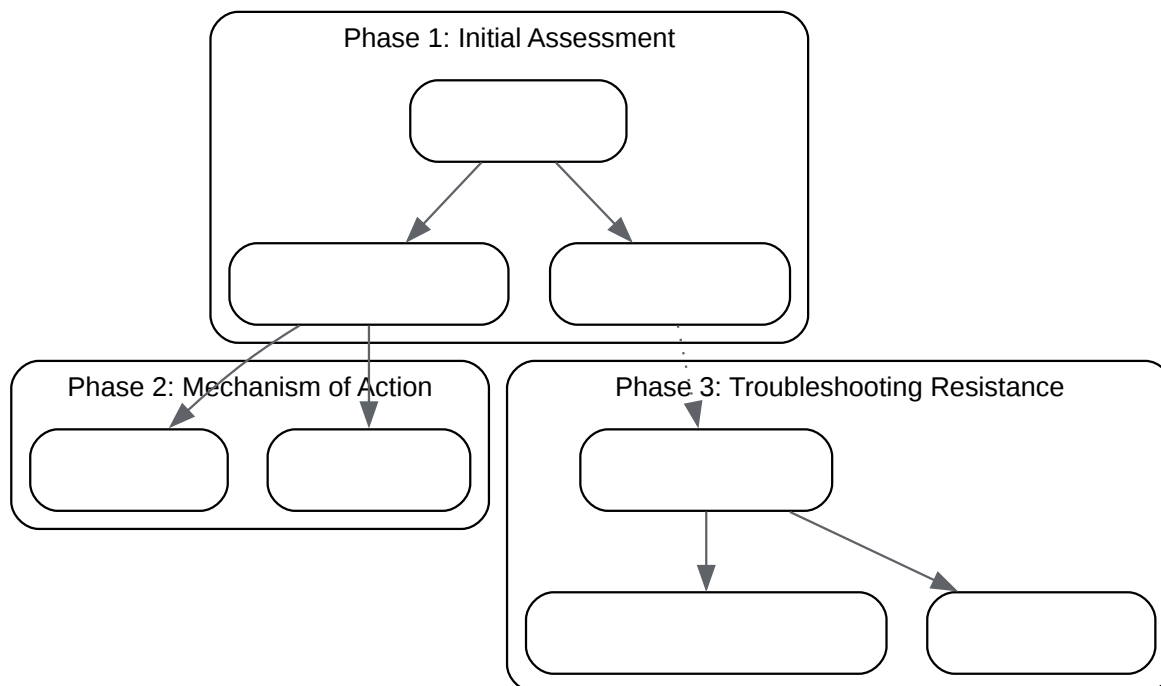 Phase 1: Initial Assessment
Phase 2: Mechanism of Action
Phase 3: Troubleshooting Resistance